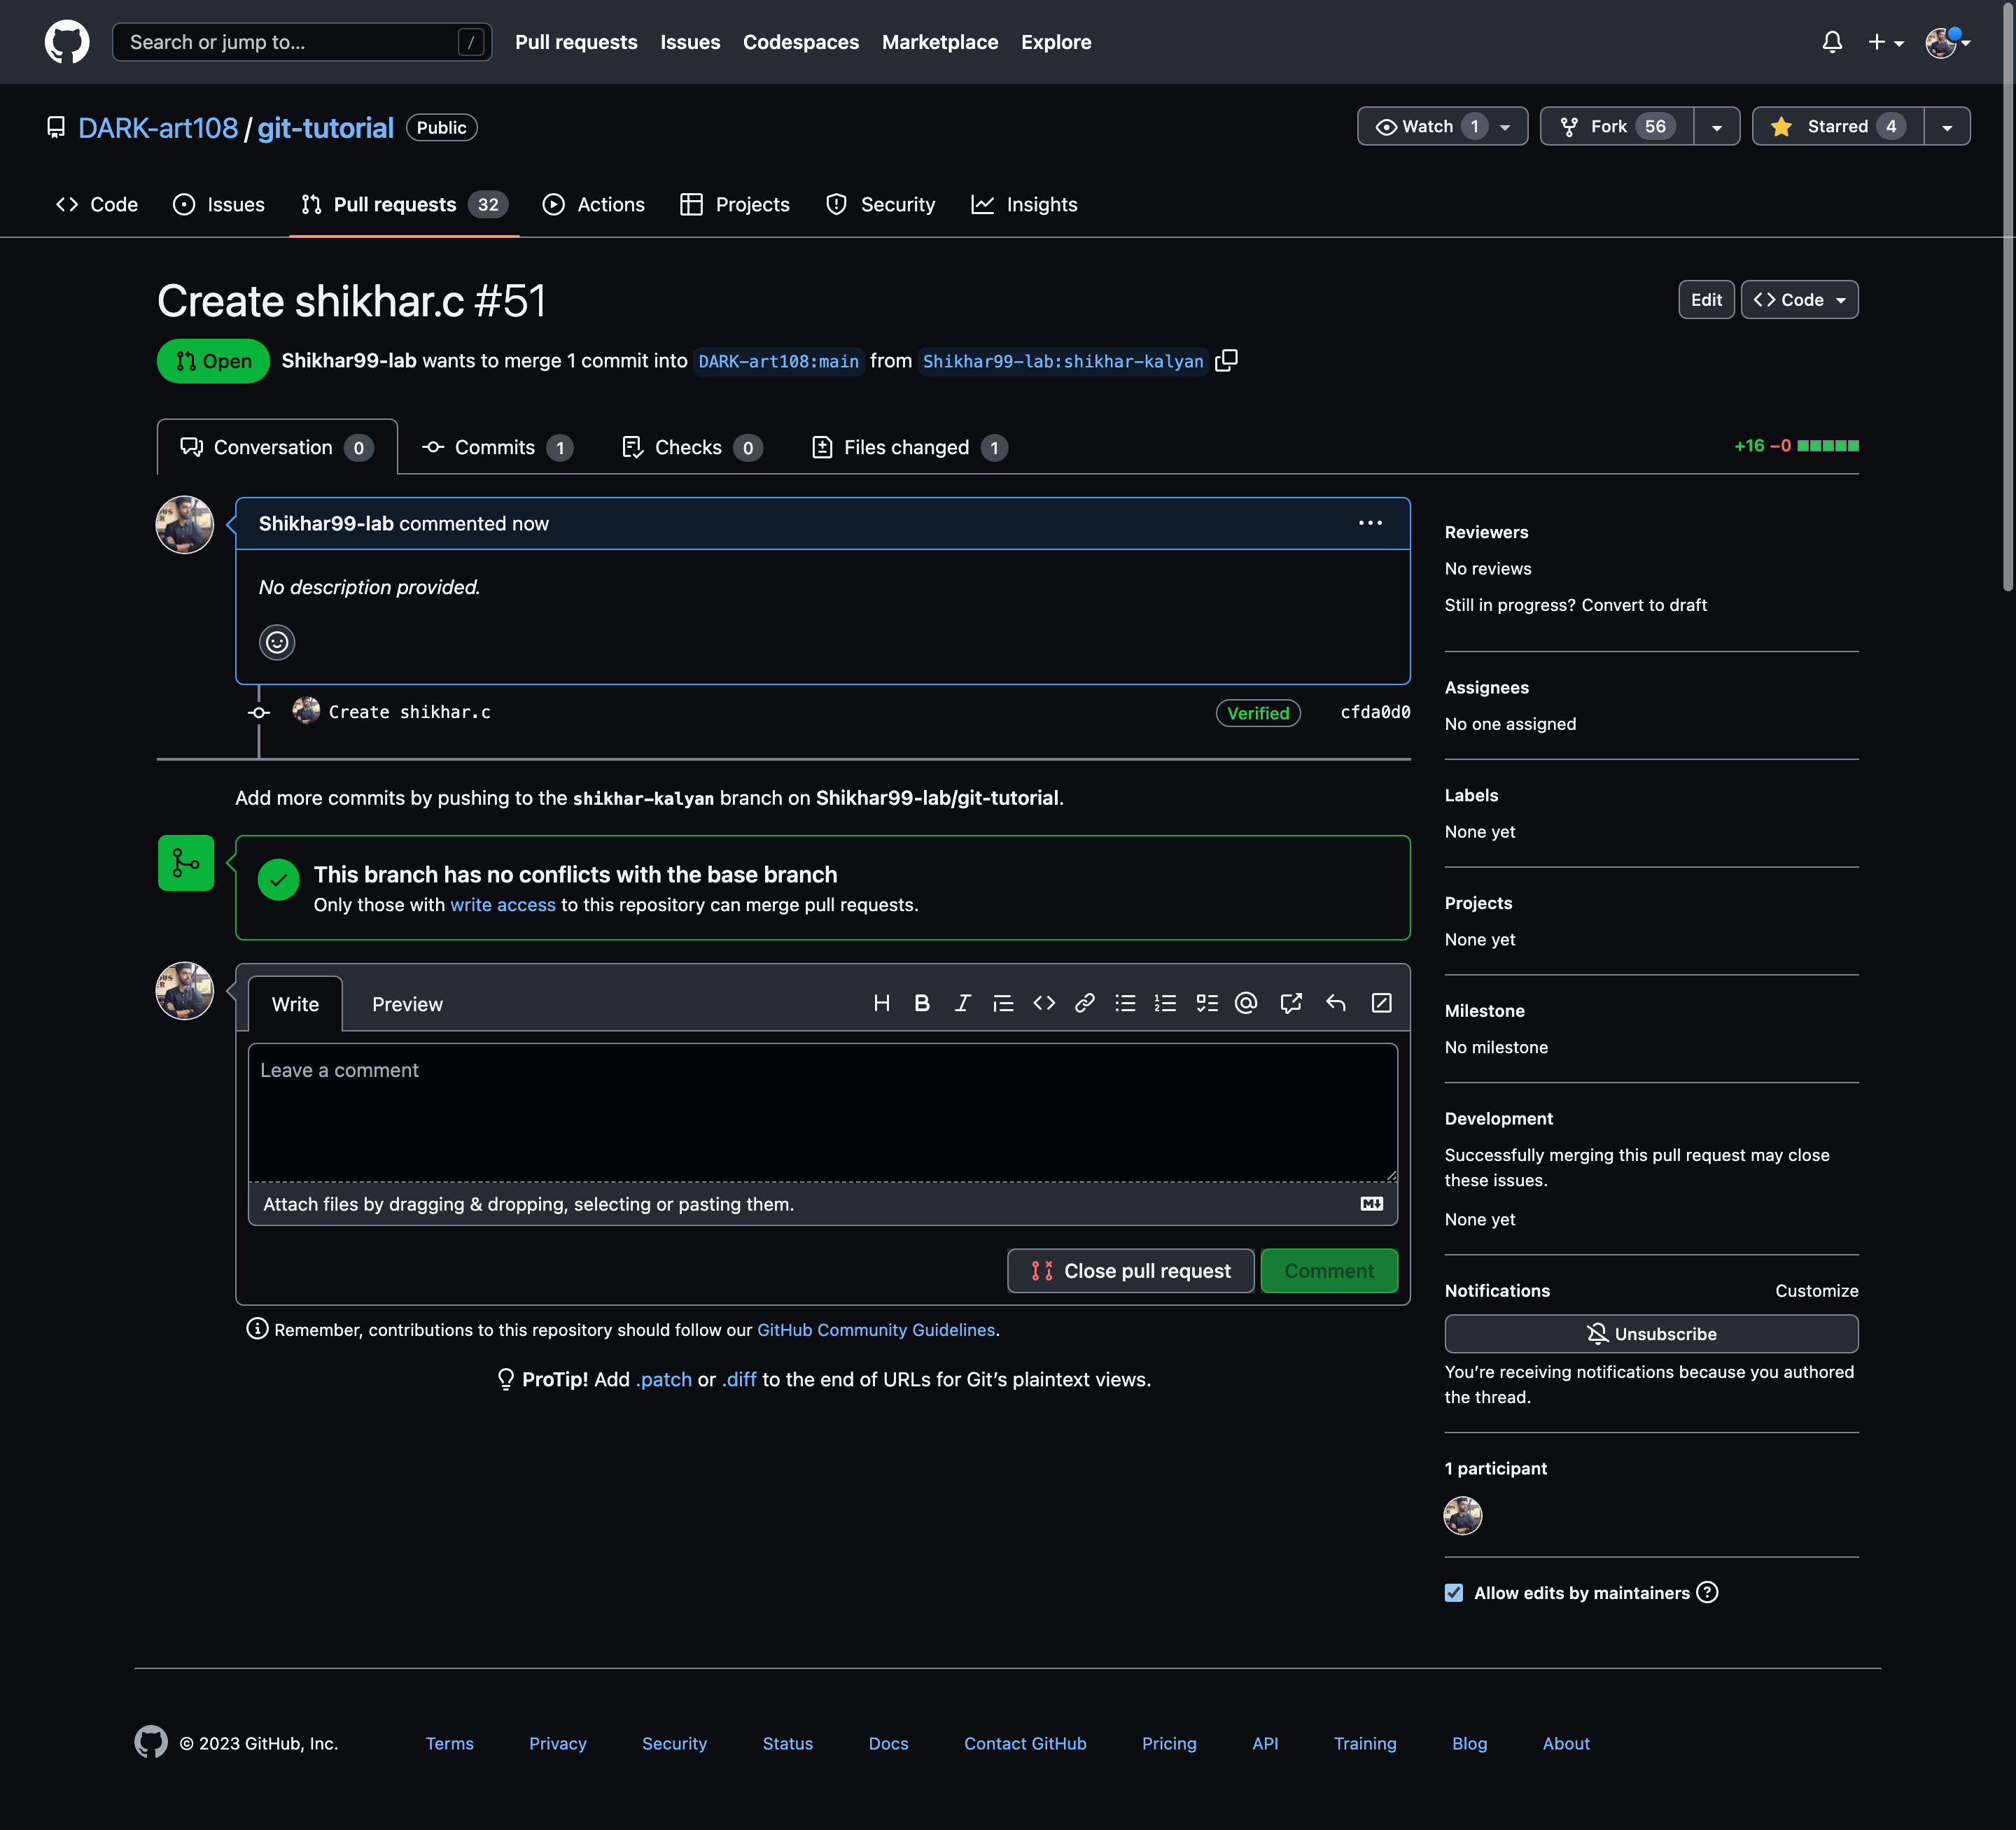 Search or jump to... /
Pull requests Issues Codespaces Marketplace Explore
DARK-art108 / git-tutorial Public
Watch 1 Fork 56 Starred 4
Code Issues Pull requests 32 Actions Projects Security Insights
Create shikhar.c #51
Edit <> Code
Open Shikhar99-lab wants to merge 1 commit into DARK-art108:main from Shikhar99-lab:shikhar-kalyan
Conversation 0 Commits 1 Checks 0 Files changed 1
+16 −0
Shikhar99-lab commented now
No description provided.
Create shikhar.c Verified cfda0d0
Add more commits by pushing to the shikhar-kalyan branch on Shikhar99-lab/git-tutorial.
This branch has no conflicts with the base branch
Only those with write access to this repository can merge pull requests.
Write Preview
Leave a comment
Attach files by dragging & dropping, selecting or pasting them.
Close pull request Comment
Remember, contributions to this repository should follow our GitHub Community Guidelines.
ProTip! Add .patch or .diff to the end of URLs for Git’s plaintext views.
Reviewers
No reviews
Still in progress? Convert to draft
Assignees
No one assigned
Labels
None yet
Projects
None yet
Milestone
No milestone
Development
Successfully merging this pull request may close
these issues.
None yet
Notifications Customize
Unsubscribe
You’re receiving notifications because you authored
the thread.
1 participant
Allow edits by maintainers ?
© 2023 GitHub, Inc. Terms Privacy Security Status Docs Contact GitHub Pricing API Training Blog About